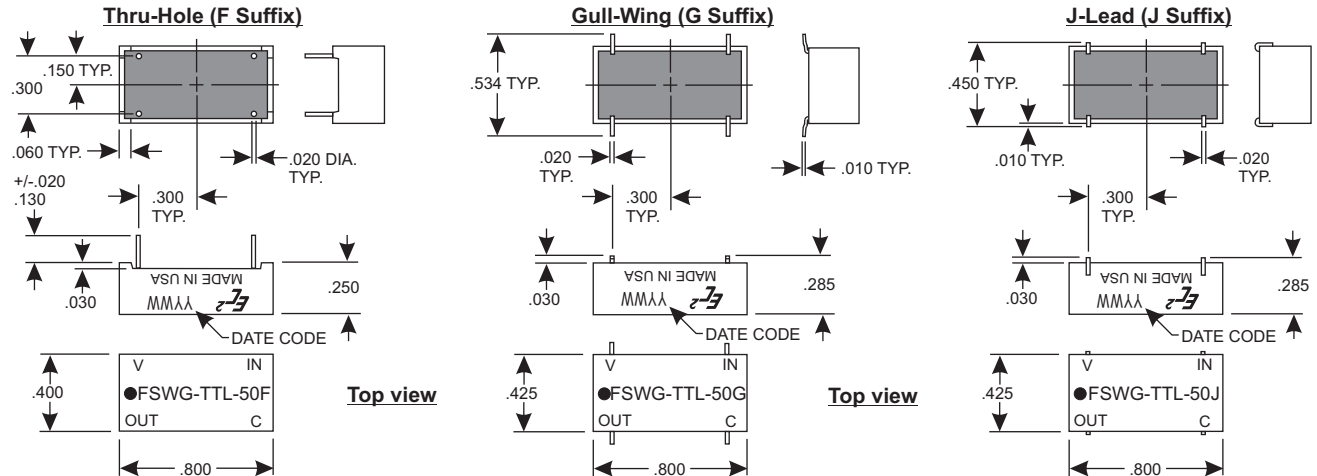 Thru-Hole (F Suffix)
.150 TYP.
.300
.060 TYP.
.020 DIA.
TYP.
+/-.020
.130
.300
TYP.
MADE IN USA
.030
YYWW
EC2
.250
DATE CODE
V IN
.400
FSWG-TTL-50F
OUT C
.800
Top view
Gull-Wing (G Suffix)
.534 TYP.
.020
TYP.
.010 TYP.
.300
TYP.
MADE IN USA
.030
YYWW
EC2
.285
DATE CODE
V IN
.425
FSWG-TTL-50G
OUT C
.800
Top view
J-Lead (J Suffix)
.450 TYP.
.010 TYP.
.020
TYP.
.300
TYP.
MADE IN USA
.030
YYWW
EC2
.285
DATE CODE
V IN
.425
FSWG-TTL-50J
OUT C
.800